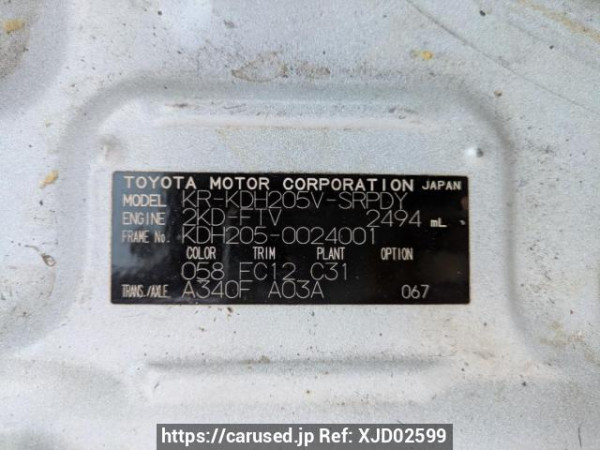 TOYOTA MOTOR CORPORATION JAPAN
MODEL KR-KDH205V-SRPDY
ENGINE 2KD-FTV 2494 mL
FRAME No. KDH205-0024001
COLOR TRIM PLANT OPTION
058 FC12 C31
TRANS./AXLE A340F A03A 067
https://carused.jp Ref: XJD02599